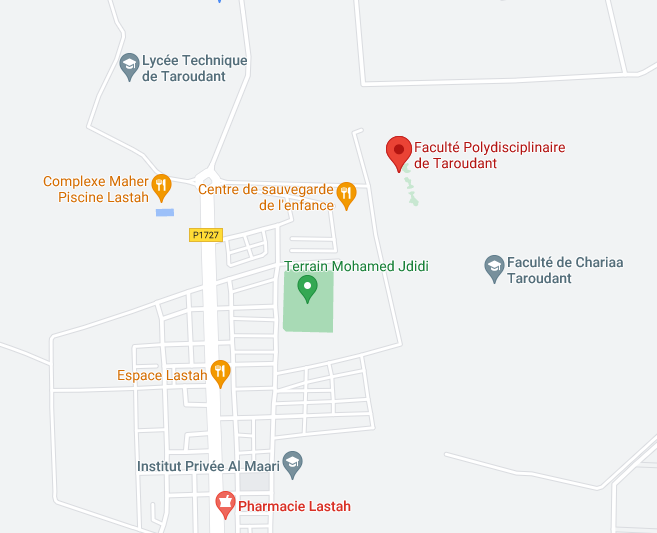 Lycée Technique
de Taroudant
Faculté Polydisciplinaire
de Taroudant
Complexe Maher
Piscine Lastah
Centre de sauvegarde
de l'enfance
P1727
Faculté de Chariaa
Taroudant
Terrain Mohamed Jdidi
Espace Lastah
Institut Privée Al Maari
Pharmacie Lastah